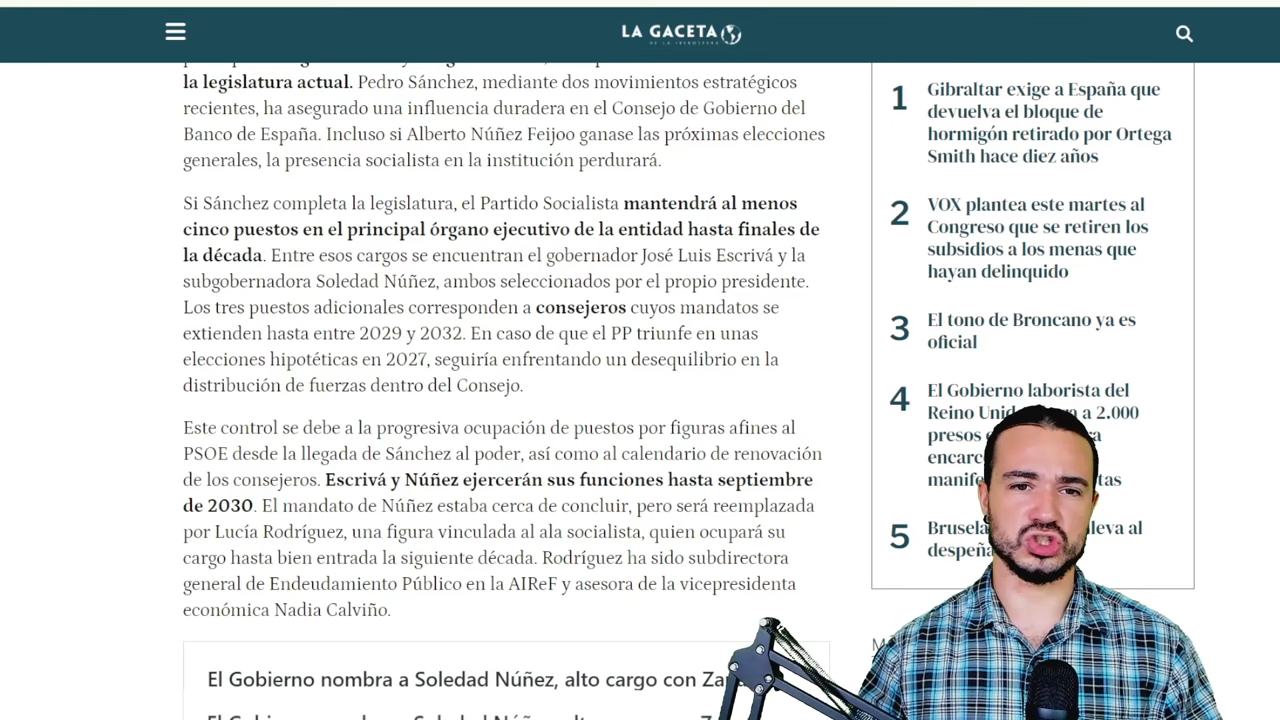 LA GACETA
DE LA IBEROSFERA
la legislatura actual. Pedro Sánchez, mediante dos movimientos estratégicos
recientes, ha asegurado una influencia duradera en el Consejo de Gobierno del
Banco de España. Incluso si Alberto Núñez Feijoo ganase las próximas elecciones
generales, la presencia socialista en la institución perdurará.
Si Sánchez completa la legislatura, el Partido Socialista mantendrá al menos
cinco puestos en el principal órgano ejecutivo de la entidad hasta finales de
la década. Entre esos cargos se encuentran el gobernador José Luis Escrivá y la
subgobernadora Soledad Núñez, ambos seleccionados por el propio presidente.
Los tres puestos adicionales corresponden a consejeros cuyos mandatos se
extienden hasta entre 2029 y 2032. En caso de que el PP triunfe en unas
elecciones hipotéticas en 2027, seguiría enfrentando un desequilibrio en la
distribución de fuerzas dentro del Consejo.
Este control se debe a la progresiva ocupación de puestos por figuras afines al
PSOE desde la llegada de Sánchez al poder, así como al calendario de renovación
de los consejeros. Escrivá y Núñez ejercerán sus funciones hasta septiembre
de 2030. El mandato de Núñez estaba cerca de concluir, pero será reemplazada
por Lucía Rodríguez, una figura vinculada al ala socialista, quien ocupará su
cargo hasta bien entrada la siguiente década. Rodríguez ha sido subdirectora
general de Endeudamiento Público en la AIReF y asesora de la vicepresidenta
económica Nadia Calviño.
El Gobierno nombra a Soledad Núñez, alto cargo con
1 Gibraltar exige a España que
devuelva el bloque de
hormigón retirado por Ortega
Smith hace diez años
2 VOX plantea este martes al
Congreso que se retiren los
subsidios a los menas que
hayan delinquido
3 El tono de Broncano ya es
oficial
4 El Gobierno laborista del
Reino a 2.000
presos
5